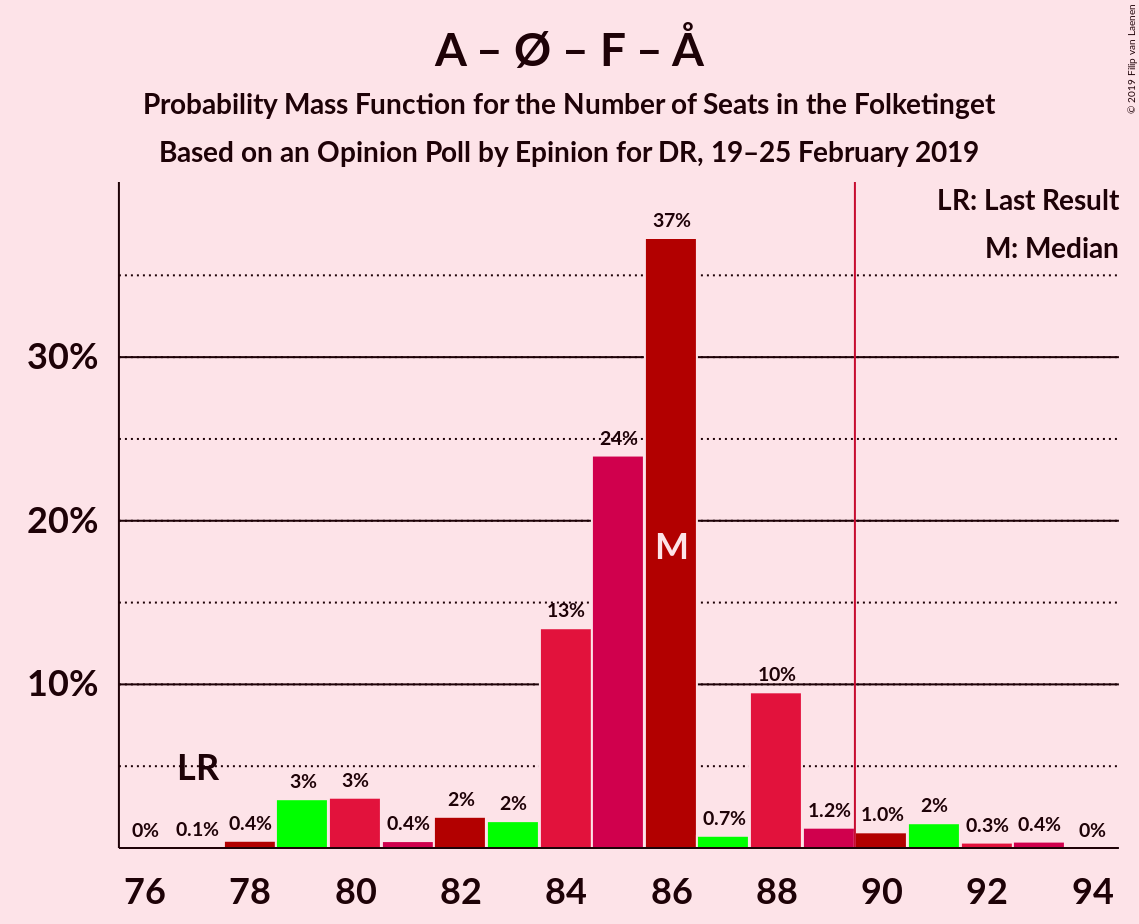 A – Ø – F – Å
Probability Mass Function for the Number of Seats in the Folketinget
Based on an Opinion Poll by Epinion for DR, 19–25 February 2019
© 2019 Filip van Laenen
LR: Last Result
M: Median
30%
20%
10%
0%
0.1%
0.4%
3%
3%
0.4%
2%
2%
13%
24%
37%
0.7%
10%
1.2%
1.0%
2%
0.3%
0.4%
0%
LR
M
76 78 80 82 84 86 88 90 92 94